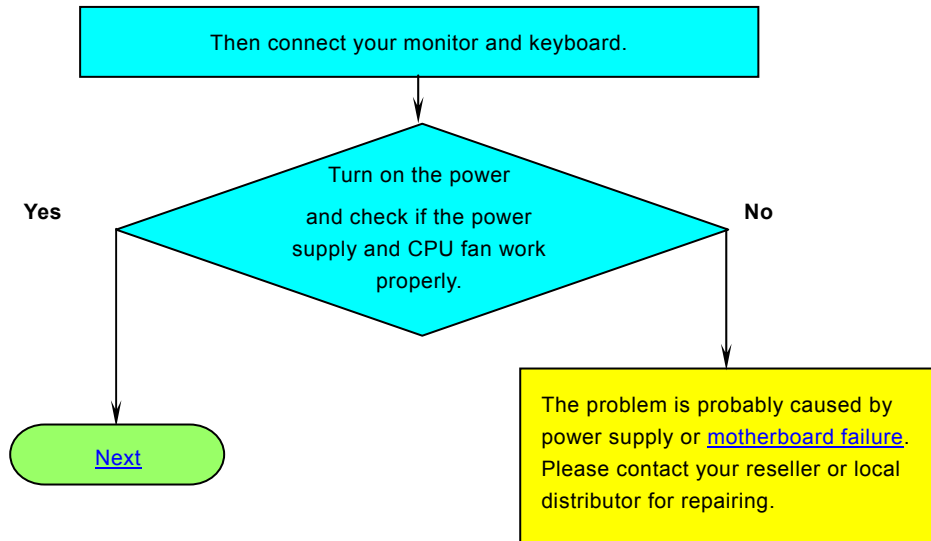 Then connect your monitor and keyboard.
Turn on the power
and check if the power
supply and CPU fan work
properly.
Yes
No
Next
The problem is probably caused by
power supply or motherboard failure.
Please contact your reseller or local
distributor for repairing.